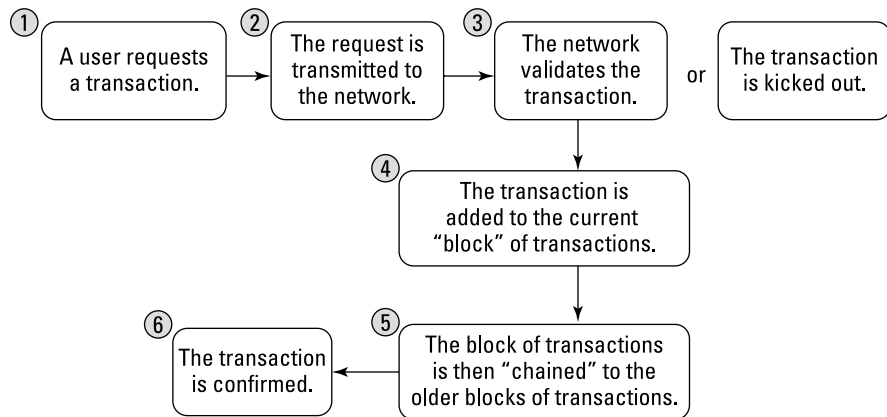 1
A user requests
a transaction.
2
The request is
transmitted to
the network.
3
The network
validates the
transaction.
or
The transaction
is kicked out.
4
The transaction is
added to the current
“block” of transactions.
5
The block of transactions
is then “chained” to the
older blocks of transactions.
6
The transaction
is confirmed.